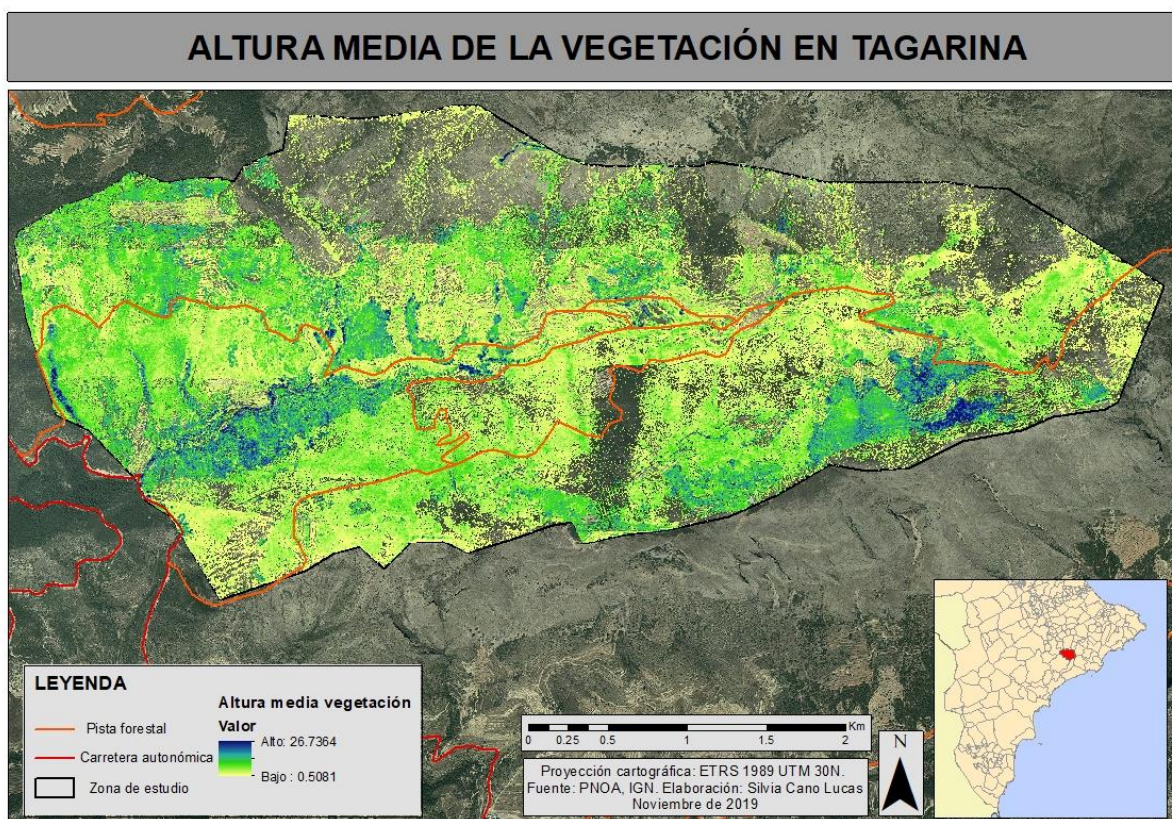 ALTURA MEDIA DE LA VEGETACIÓN EN TAGARINA
LEYENDA
Pista forestal
Carretera autonómica
Zona de estudio
Altura media vegetación
Valor
Alto: 26.7364
Bajo : 0.5081
Km
0 0.25 0.5 1 1.5 2
Proyección cartográfica: ETRS 1989 UTM 30N.
Fuente: PNOA, IGN. Elaboración: Silvia Cano Lucas
Noviembre de 2019
N